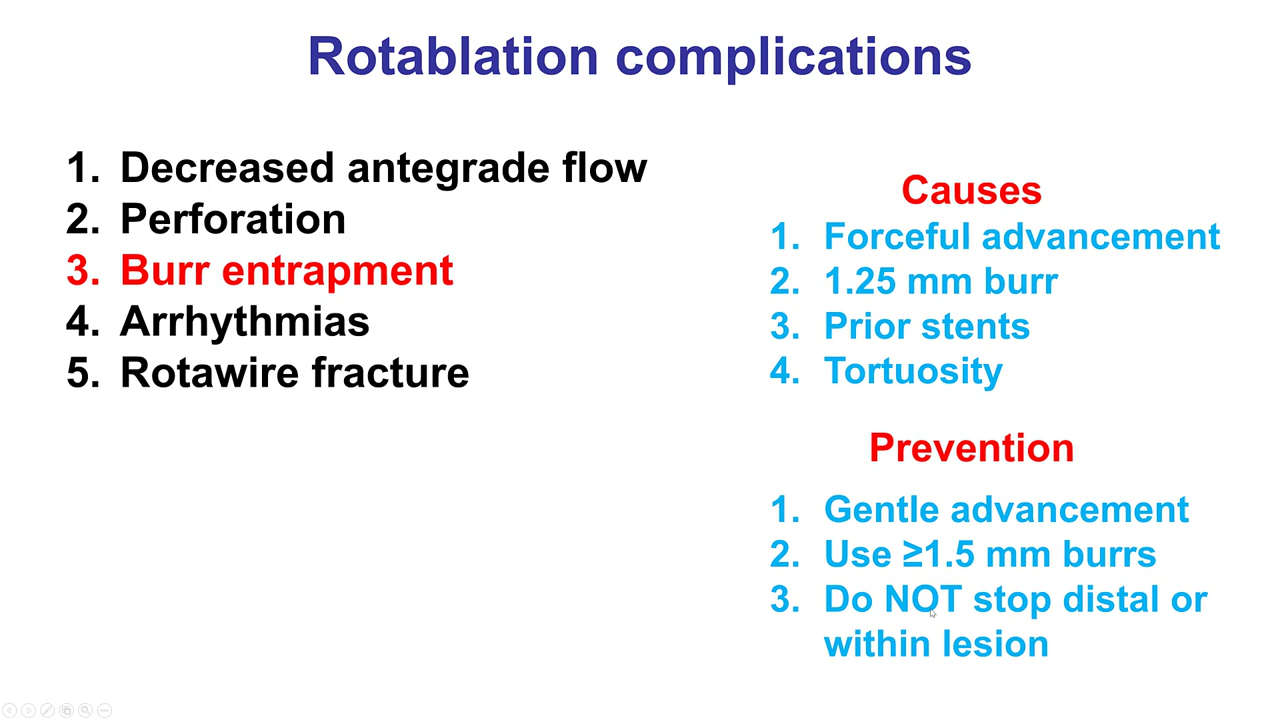 Rotablation complications
1. Decreased antegrade flow
2. Perforation
3. Burr entrapment
4. Arrhythmias
5. Rotawire fracture
Causes
1. Forceful advancement
2. 1.25 mm burr
3. Prior stents
4. Tortuosity
Prevention
1. Gentle advancement
2. Use ≥1.5 mm burrs
3. Do NOT stop distal or
within lesion